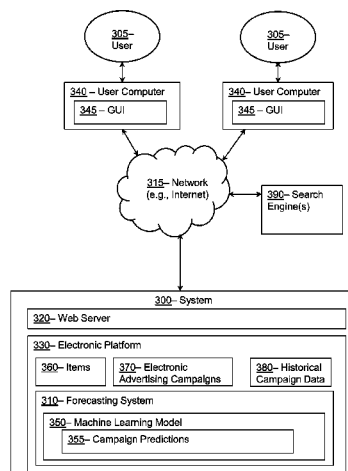 305– User
305– User
340– User Computer
345– GUI
340– User Computer
345– GUI
315– Network
(e.g., Internet)
390– Search
Engine(s)
300– System
320– Web Server
330– Electronic Platform
360– Items
370– Electronic
Advertising Campaigns
380– Historical
Campaign Data
310– Forecasting System
350– Machine Learning Model
355– Campaign Predictions